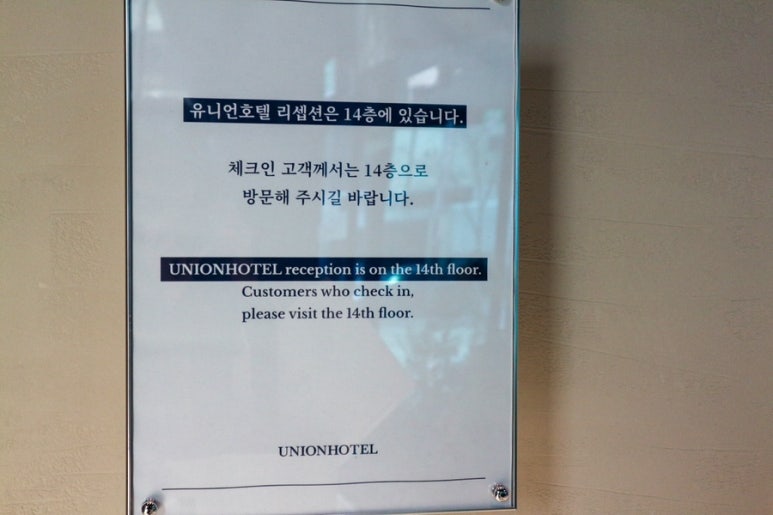 유니언호텔 리셉션은 14층에 있습니다.
체크인 고객께서는 14층으로
방문해 주시길 바랍니다.
UNIONHOTEL reception is on the 14th floor.
Customers who check in,
please visit the 14th floor.
UNIONHOTEL